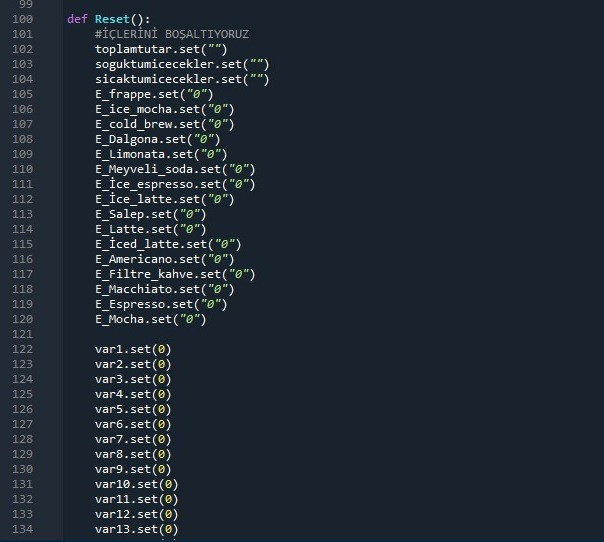 99
100 def Reset():
101 #İÇLERİNİ BOŞALTIYORUZ
102 toplamtutar.set("")
103 soguktumicecekler.set("")
104 sicaktumicecekler.set("")
105 E_frappe.set("0")
106 E_ice_mocha.set("0")
107 E_cold_brew.set("0")
108 E_Dalgona.set("0")
109 E_Limonata.set("0")
110 E_Meyveli_soda.set("0")
111 E_İce_espresso.set("0")
112 E_İce_latte.set("0")
113 E_Salep.set("0")
114 E_Latte.set("0")
115 E_İced_latte.set("0")
116 E_Americano.set("0")
117 E_Filtre_kahve.set("0")
118 E_Macchiato.set("0")
119 E_Espresso.set("0")
120 E_Mocha.set("0")
121
122 var1.set(0)
123 var2.set(0)
124 var3.set(0)
125 var4.set(0)
126 var5.set(0)
127 var6.set(0)
128 var7.set(0)
129 var8.set(0)
130 var9.set(0)
131 var10.set(0)
132 var11.set(0)
133 var12.set(0)
134 var13.set(0)